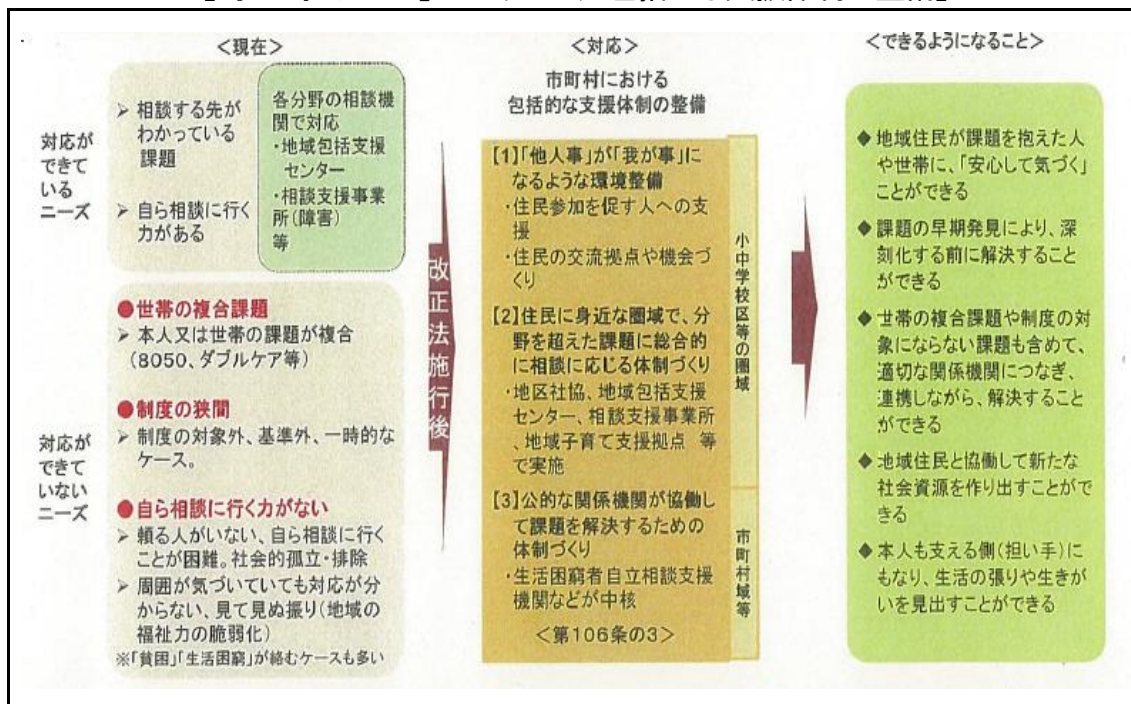 <現在>
対応が
できて
いる
ニーズ
➢ 相談する先が
わかっている
課題
➢ 自ら相談に行く
力がある
各分野の相談機
関で対応
・地域包括支援
センター
・相談支援事業
所(障害)
等
対応が
できて
いない
ニーズ
●世帯の複合課題
➢ 本人又は世帯の課題が複合
(8050、ダブルケア等)
●制度の狭間
➢ 制度の対象外、基準外、一時的な
ケース。
●自ら相談に行く力がない
➢ 頼る人がいない、自ら相談に行く
ことが困難。社会的孤立・排除
➢ 周囲が気づいていても対応が分
からない、見て見ぬ振り(地域の
福祉力の脆弱化)
※「貧困」「生活困窮」が絡むケースも多い
改正法施行後
<対応>
市町村における
包括的な支援体制の整備
【1】「他人事」が「我が事」に
なるような環境整備
・住民参加を促す人への支
援
・住民の交流拠点や機会づ
くり
【2】住民に身近な圏域で、分
野を超えた課題に総合的
に相談に応じる体制づくり
・地区社協、地域包括支援
センター、相談支援事業所
、地域子育て支援拠点 等
で実施
【3】公的な関係機関が協働し
て課題を解決するための
体制づくり
・生活困窮者自立相談支援
機関などが中核
<第106条の3>
小中学校区等の圏域
市町村域等
<できるようになること>
◆地域住民が課題を抱えた人
や世帯に、「安心して気づく」
ことができる
◆課題の早期発見により、深
刻化する前に解決すること
ができる
◆世帯の複合課題や制度の対
象にならない課題も含めて、
適切な関係機関につなぎ、
連携しながら、解決すること
ができる
◆地域住民と協働して新たな
社会資源を作り出すことがで
きる
◆本人も支える側(担い手)に
もなり、生活の張りや生きが
いを見出すことができる